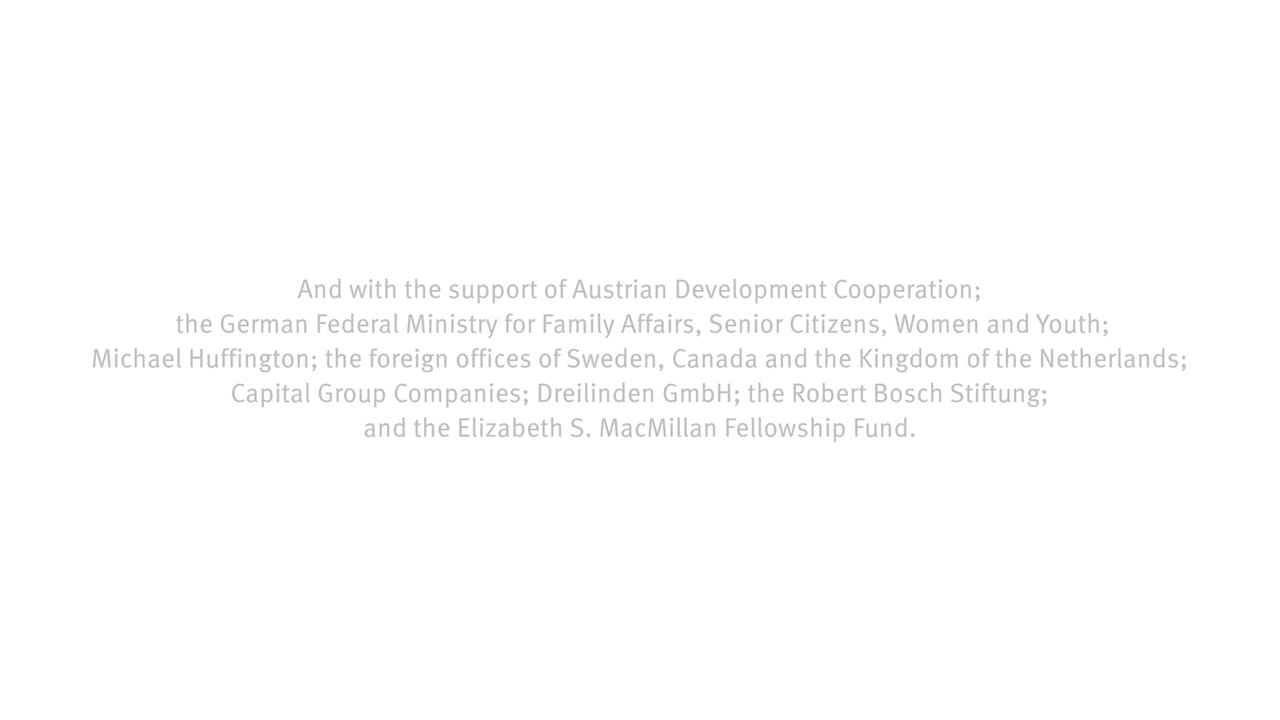 And with the support of Austrian Development Cooperation;
the German Federal Ministry for Family Affairs, Senior Citizens, Women and Youth;
Michael Huffington; the foreign offices of Sweden, Canada and the Kingdom of the Netherlands;
Capital Group Companies; Dreilinden GmbH; the Robert Bosch Stiftung;
and the Elizabeth S. MacMillan Fellowship Fund.